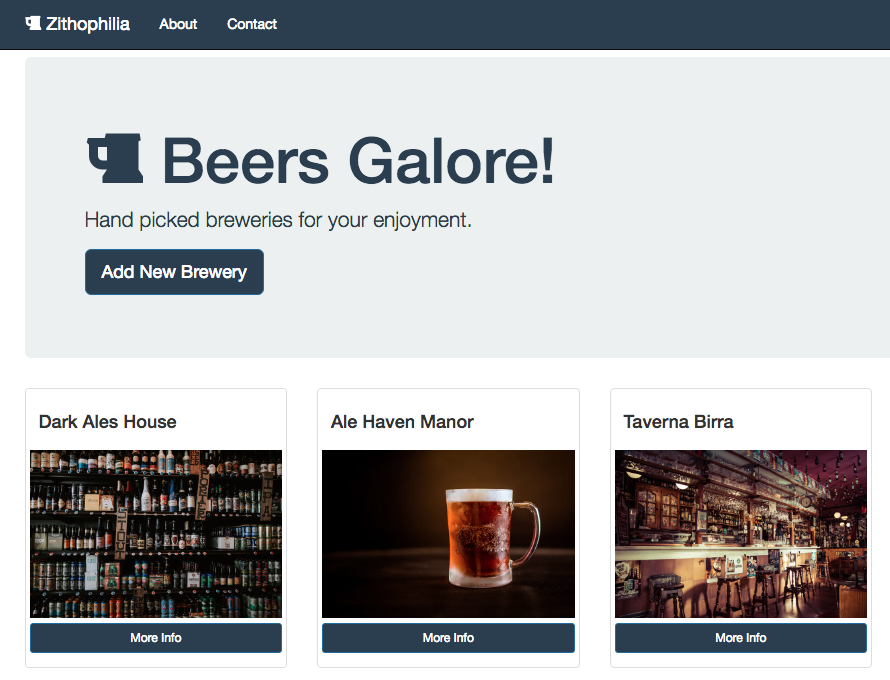 Zithophilia About Contact
Beers Galore!
Hand picked breweries for your enjoyment.
Add New Brewery
Dark Ales House Ale Haven Manor Taverna Birra
More Info More Info More Info